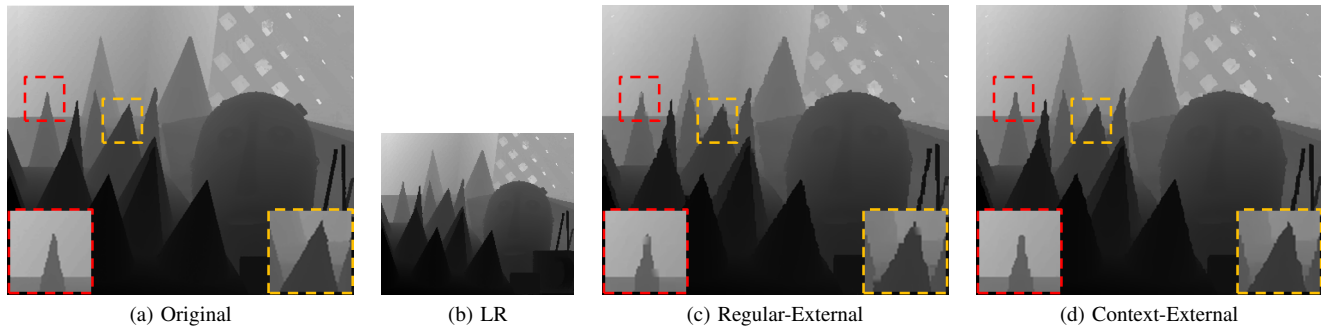 (a) Original
(b) LR
(c) Regular-External
(d) Context-External